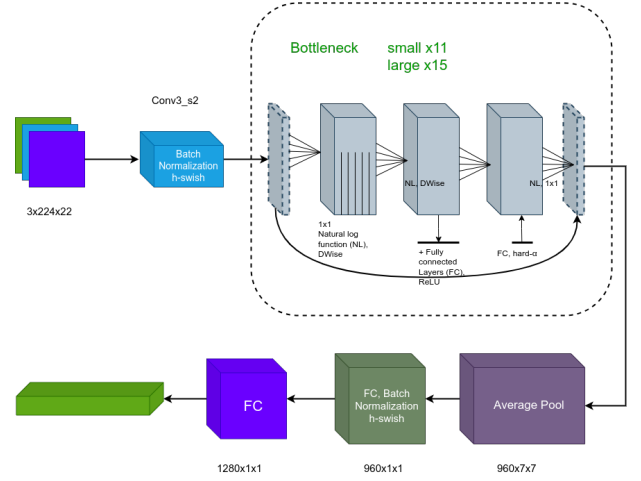 Bottleneck
small x11
large x15
Conv3_s2
Batch
Normalization
h-swish
3x224x22
NL, DWise
NL, 1x1
1x1
Natural log
function (NL),
DWise
+ Fully
connected
Layers (FC),
ReLU
FC, hard-α
FC
FC, Batch
Normalization
h-swish
Average Pool
1280x1x1
960x1x1
960x7x7